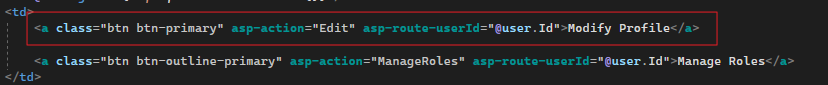 <td>
<a class="btn btn-primary" asp-action="Edit" asp-route-userId="@user.Id">Modify Profile</a>
<a class="btn btn-outline-primary" asp-action="ManageRoles" asp-route-userId="@user.Id">Manage Roles</a>
</td>